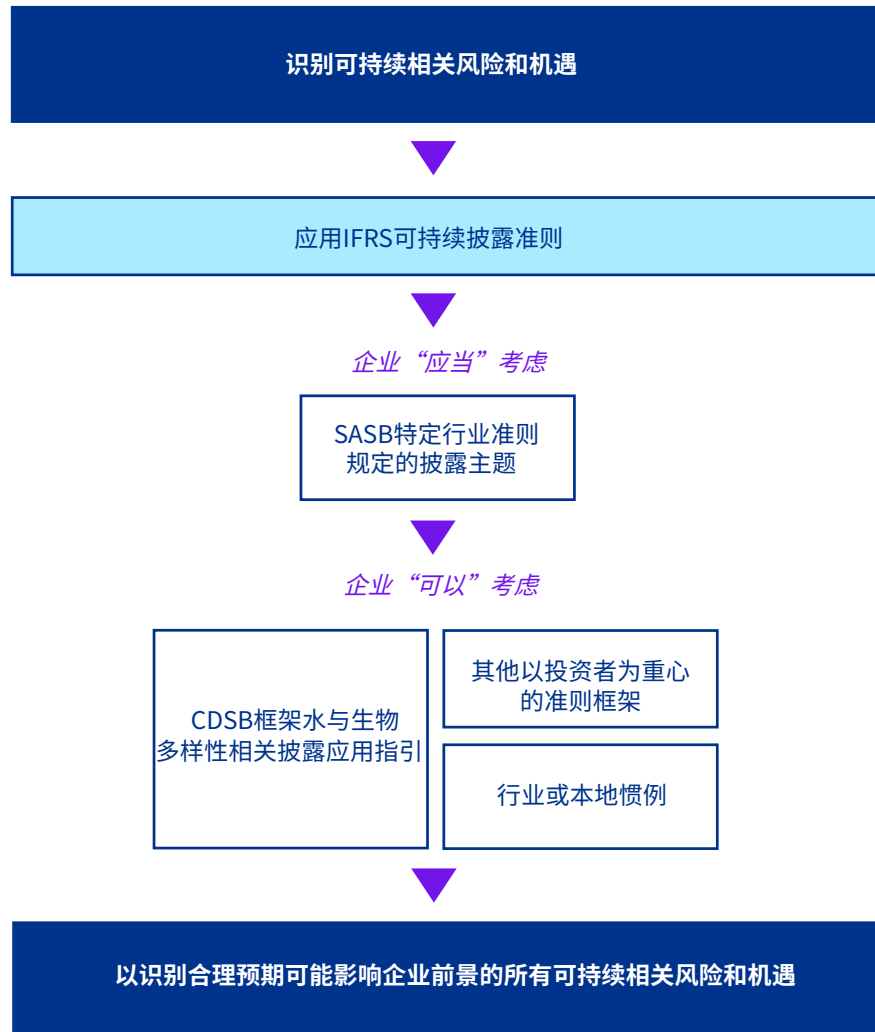 识别可持续相关风险和机遇
应用IFRS可持续披露准则
企业“应当”考虑
SASB特定行业准则
规定的披露主题
企业“可以”考虑
CDSB框架水与生物
多样性相关披露应用指引
其他以投资者为重心
的准则框架
行业或本地惯例
以识别合理预期可能影响企业前景的所有可持续相关风险和机遇